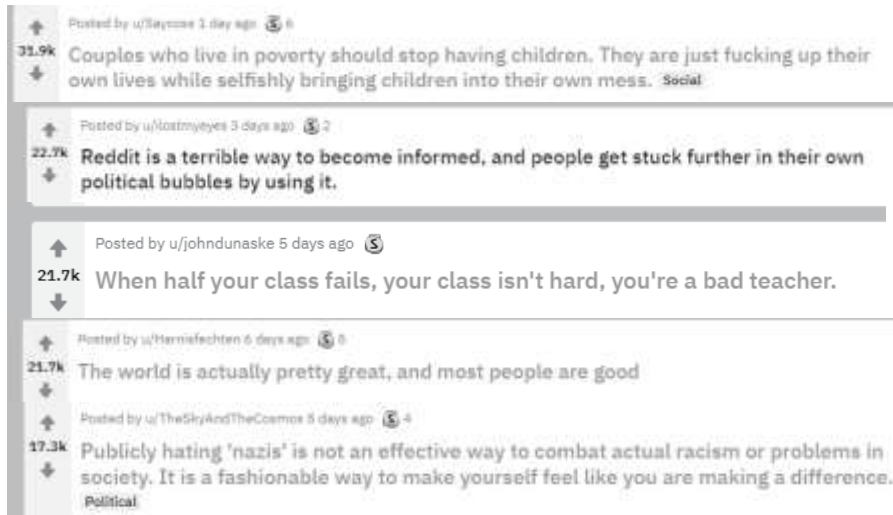 Posted by 1 day ago 6
31.9k
Couples who live in poverty should stop having children. They are just fucking up their
own lives while selfishly bringing children into their own mess. Social
Posted by u/lostmyeyes 3 days ago 2
22.7k
Reddit is a terrible way to become informed, and people get stuck further in their own
political bubbles by using it.
Posted by u/johndunaske 5 days ago S
21.7k
When half your class fails, your class isn't hard, you're a bad teacher.
Posted by 6 days ago
21.7k
The world is actually pretty great, and most people are good
Posted by u/TheSkyAndTheCosmos 5 days ago 4
17.3k
Publicly hating 'nazis' is not an effective way to combat actual racism or problems in
society. It is a fashionable way to make yourself feel like you are making a difference.
Political